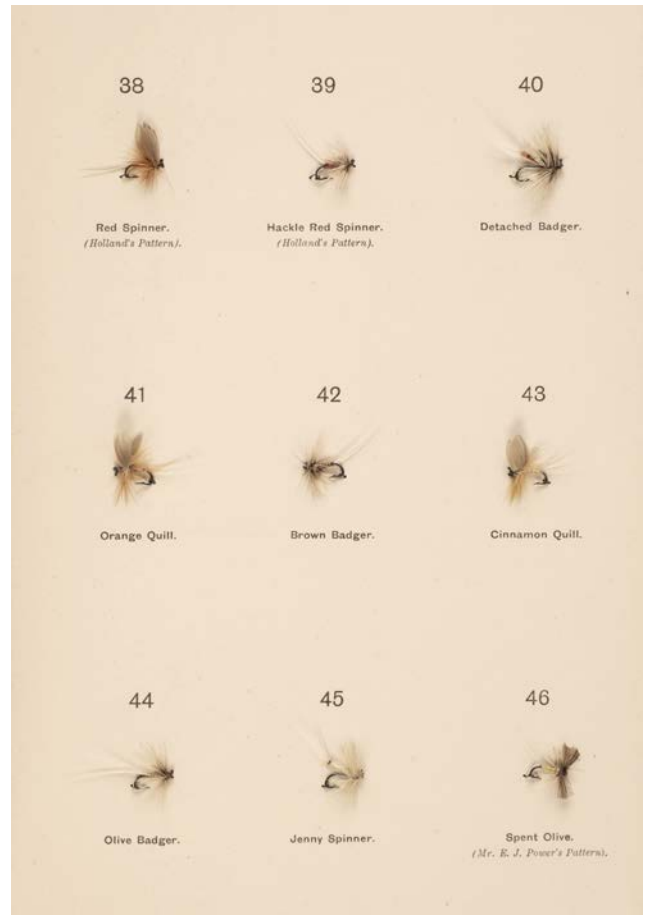 38
39
40
Red Spinner.
(Holland's Pattern).
Hackle Red Spinner.
(Holland's Pattern).
Detached Badger.
41
42
43
Orange Quill.
Brown Badger.
Cinnamon Quill.
44
45
46
Olive Badger.
Jenny Spinner.
Spent Olive.
(Mr. E. J. Power's Pattern).